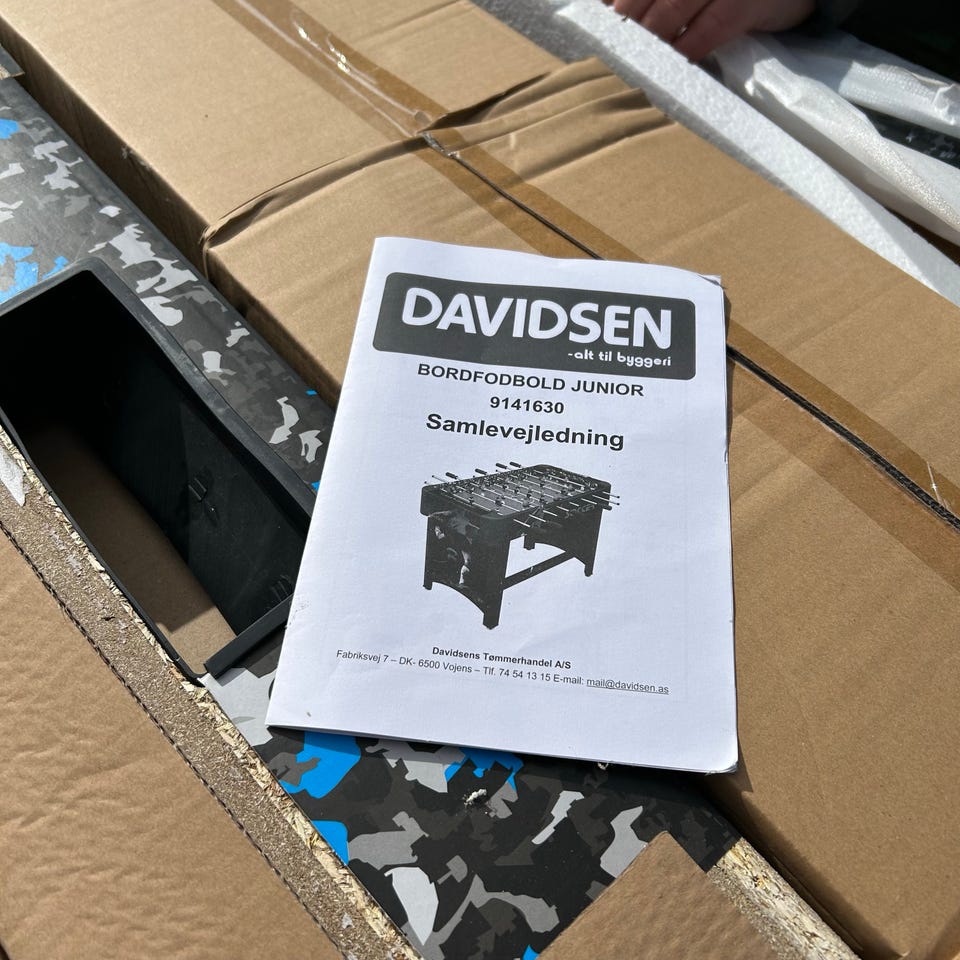 DAVIDSEN
-alt til byggeri
BORDFODBOLD JUNIOR
9141630
Samlevejledning
Davidsens Tømmerhandel A/S
Fabriksvej 7 – DK- 6500 Vojens – Tlf. 74 54 13 15 E-mail: mail@davidsen.as